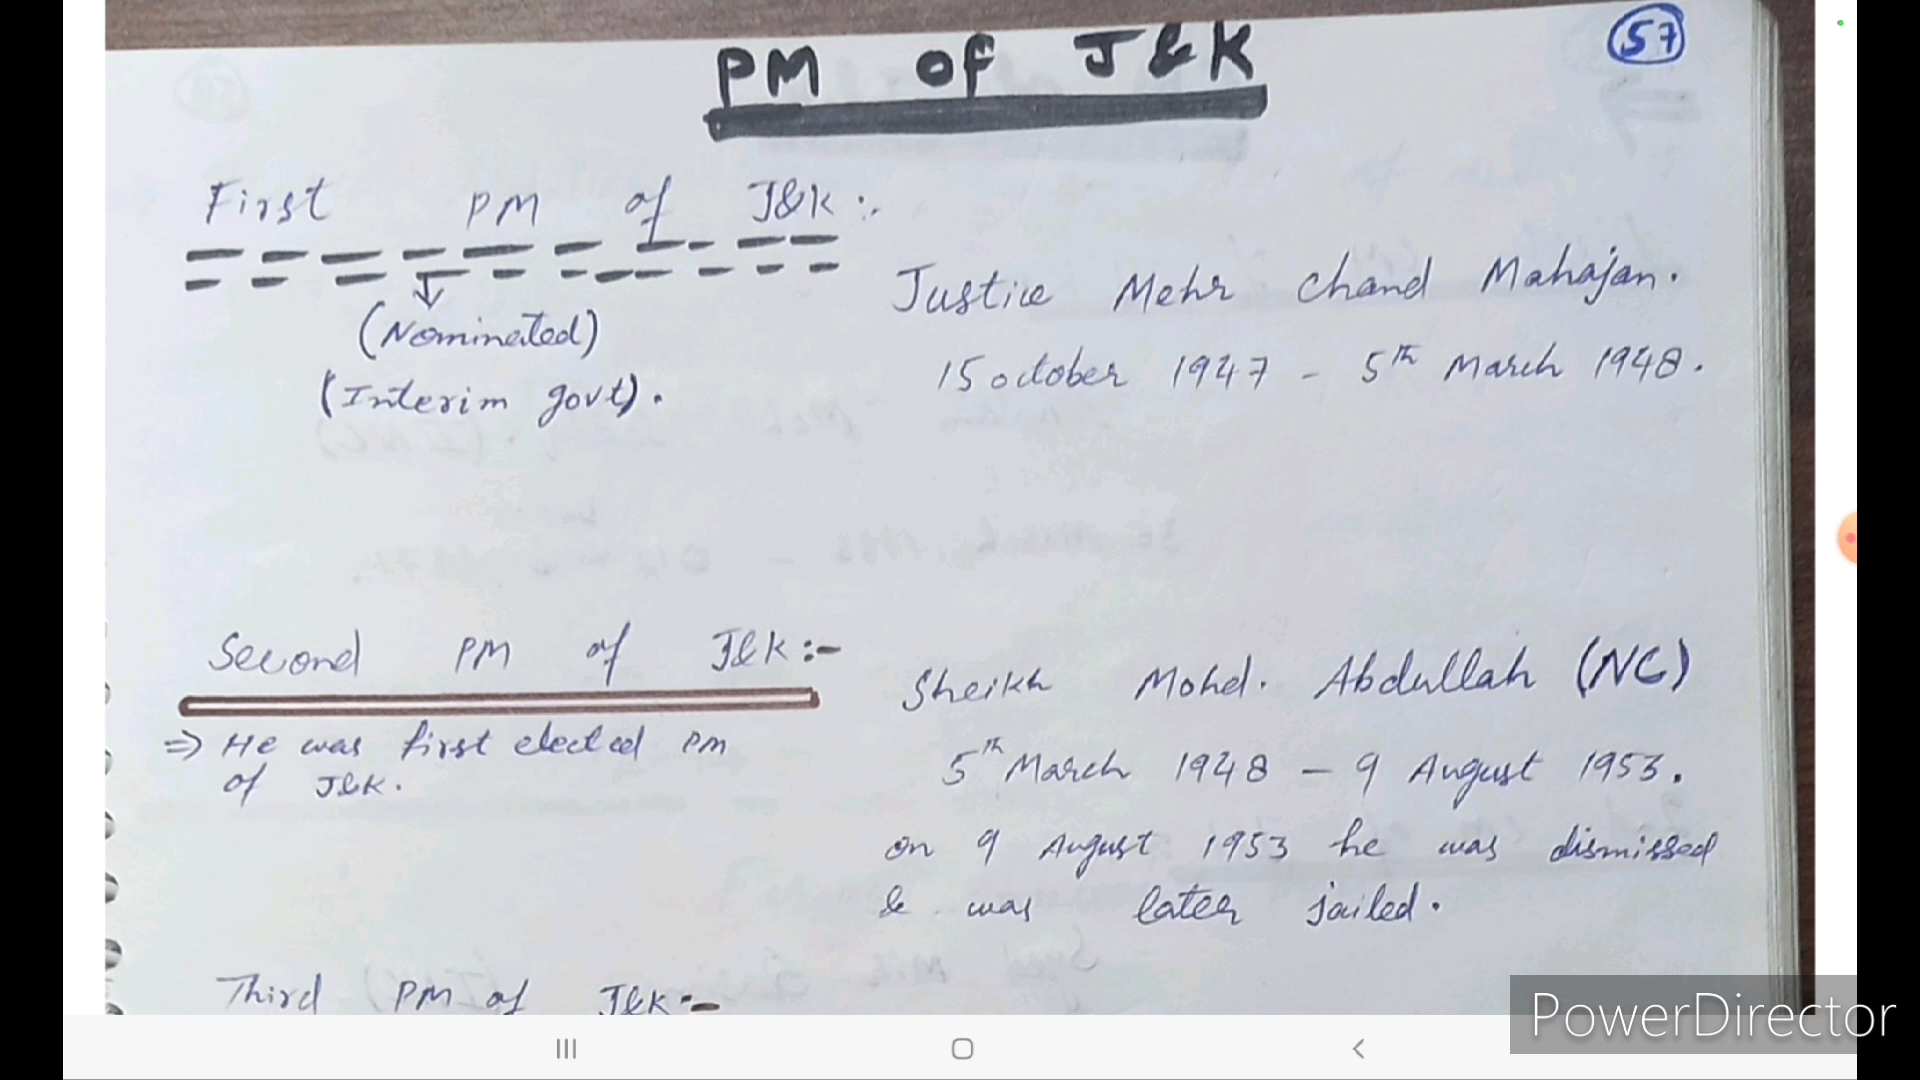 PM of J&K
57
First PM of J&K :-
(Nominated)
(Interim govt).
Justice Mehr Chand Mahajan.
15 october 1947 - 5th March 1948.
Second PM of J&K :-
⇒ He was first elected PM
of J&K.
Sheikh Mohd. Abdullah (NC)
5th March 1948 - 9 August 1953.
on 9 August 1953 he was dismissed
& was later jailed.
Third PM of J&K :-
PowerDirector